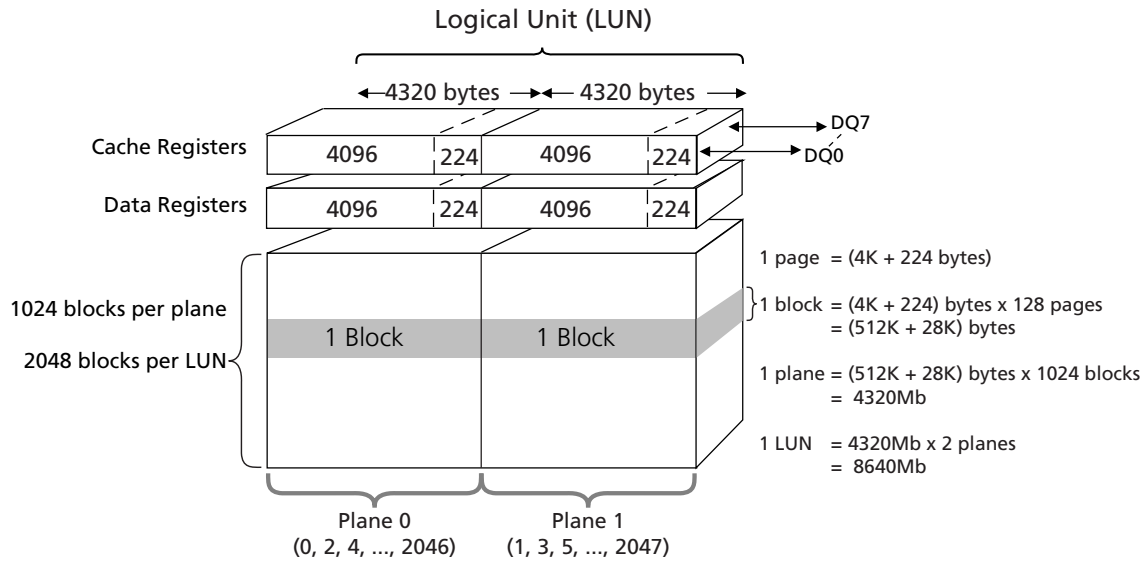 Logical Unit (LUN)
4320 bytes 4320 bytes
Cache Registers 4096 224 4096 224 DQ7
DQ0
Data Registers 4096 224 4096 224
1 page = (4K + 224 bytes)
1024 blocks per plane
1 block = (4K + 224) bytes x 128 pages
= (512K + 28K) bytes
1 Block 1 Block
2048 blocks per LUN
1 plane = (512K + 28K) bytes x 1024 blocks
= 4320Mb
1 LUN = 4320Mb x 2 planes
= 8640Mb
Plane 0
(0, 2, 4, ..., 2046)
Plane 1
(1, 3, 5, ..., 2047)